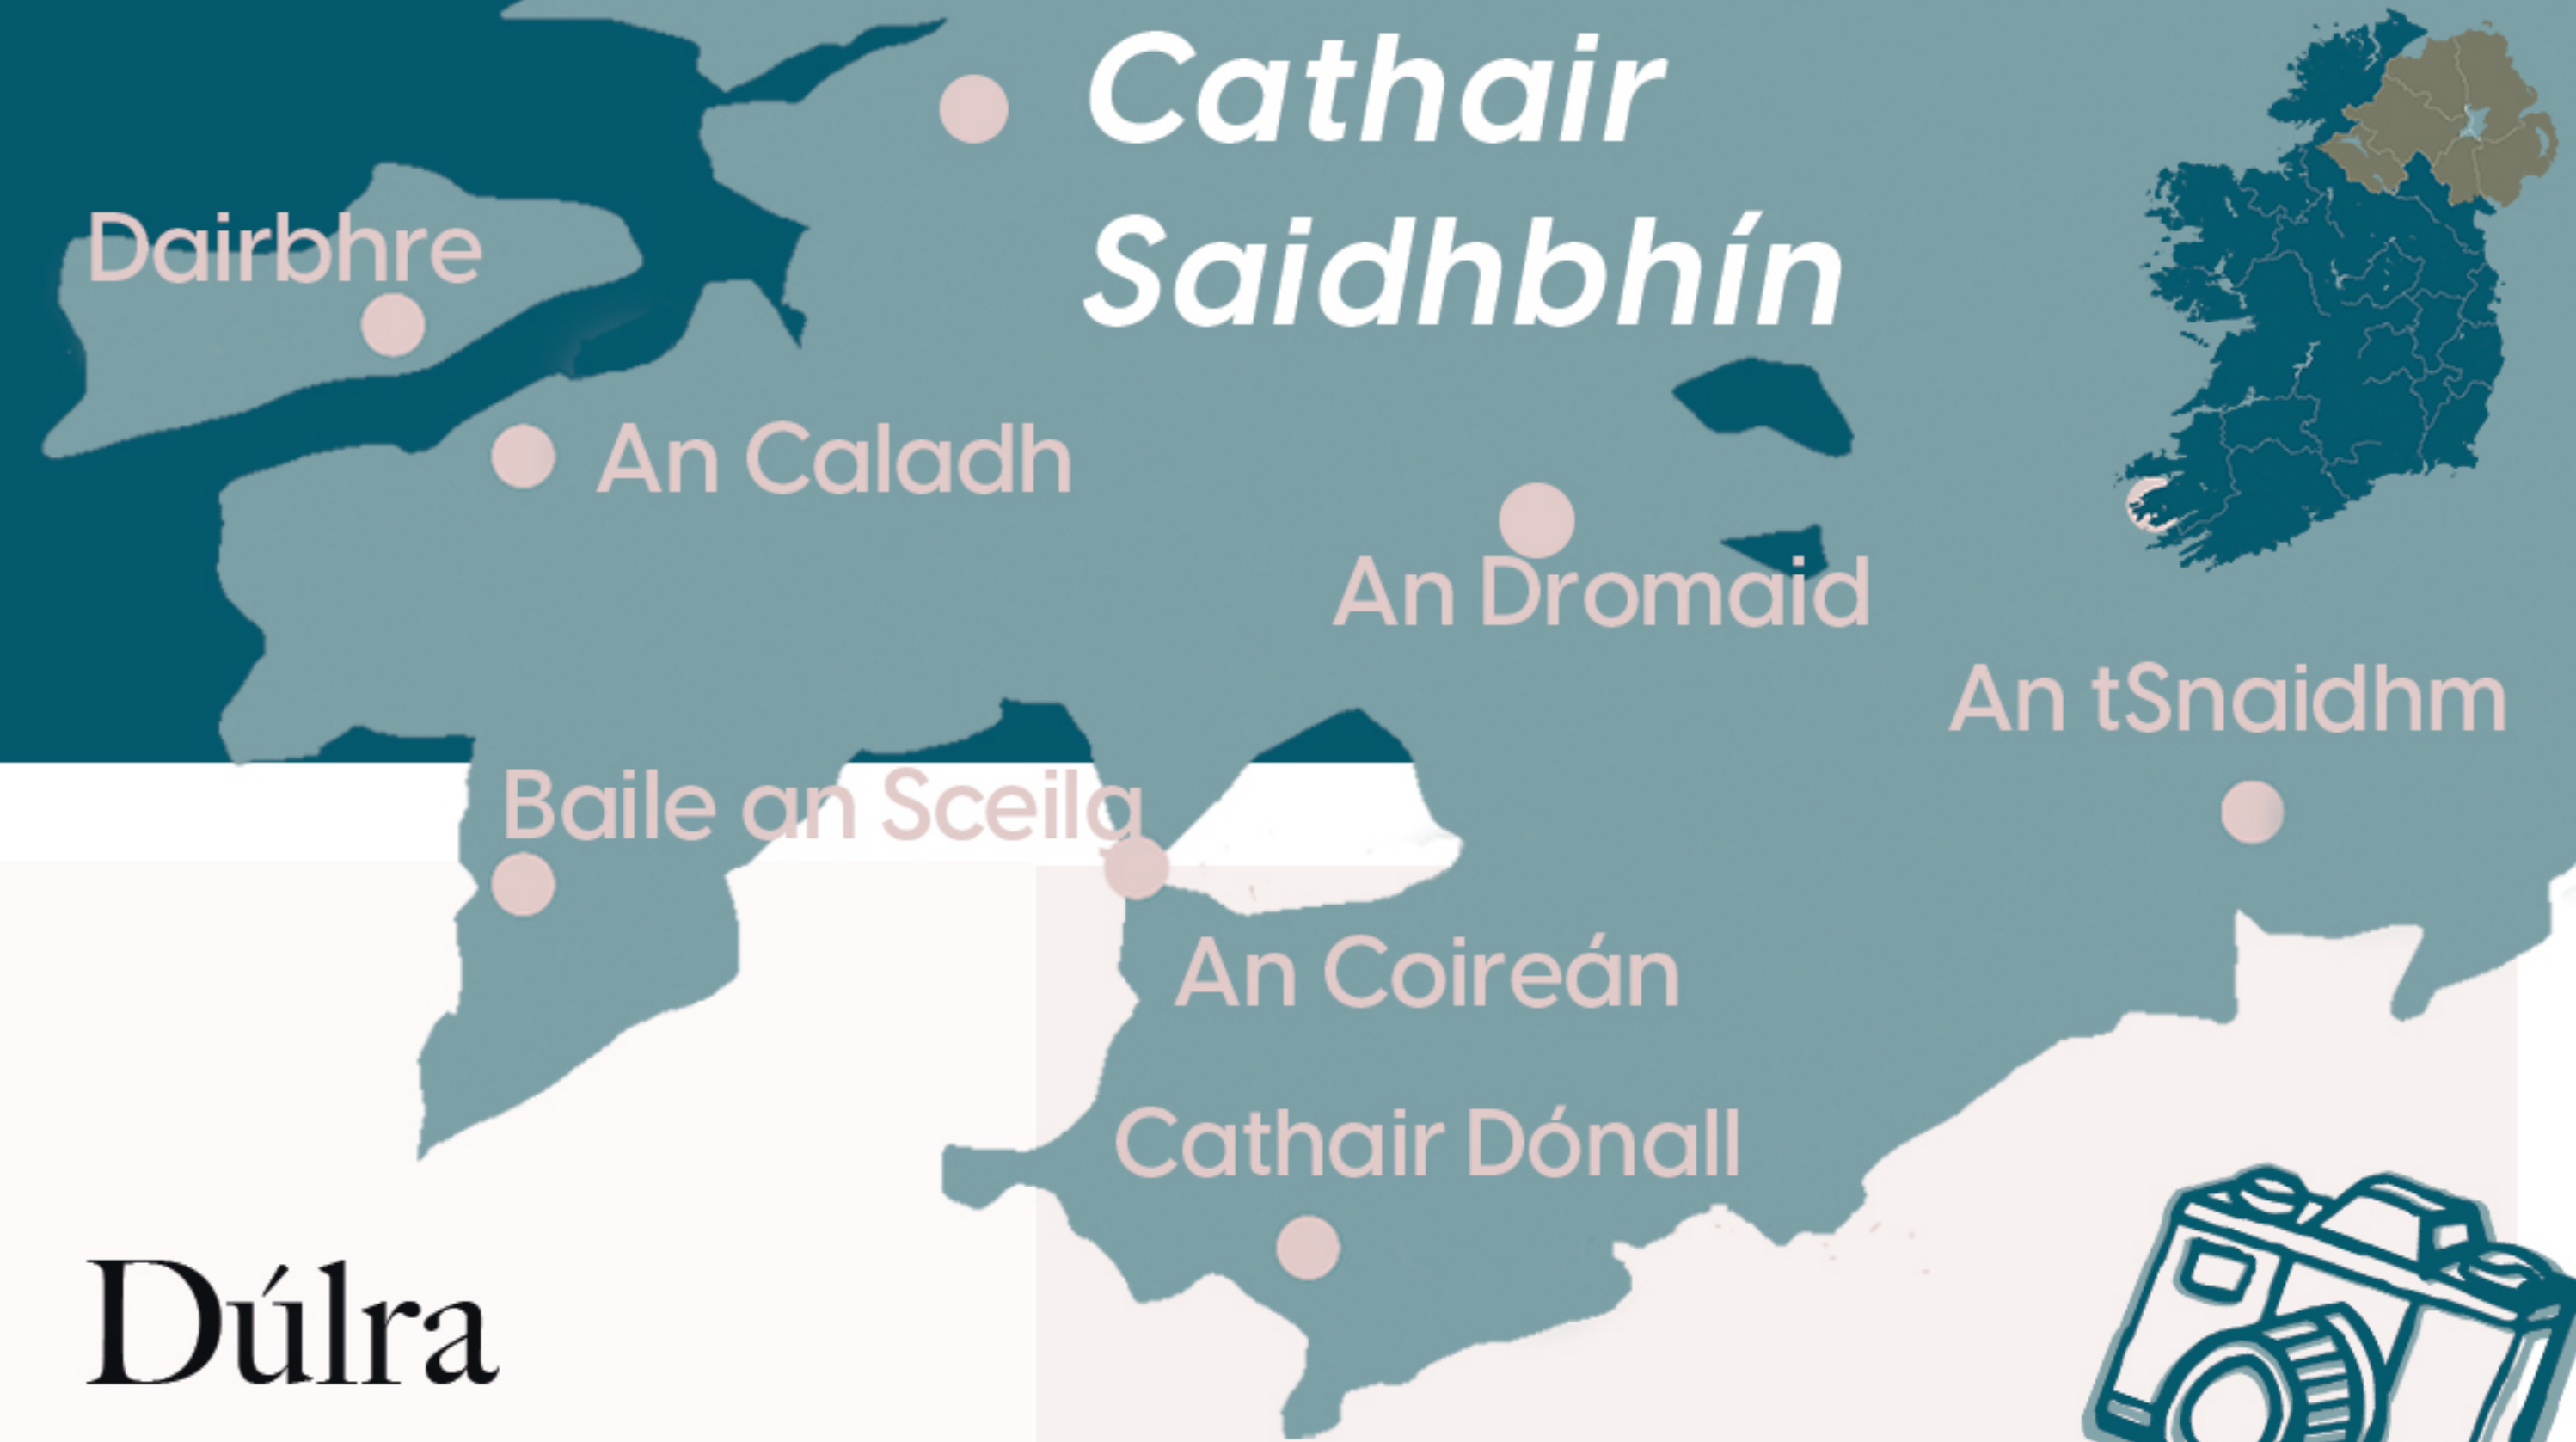 Cathair
Saidhbhín
Dairbhre
An Caladh
An Dromaid
An tSnaidhm
Baile an Sceilg
An Coireán
Cathair Dónall
Dúlra